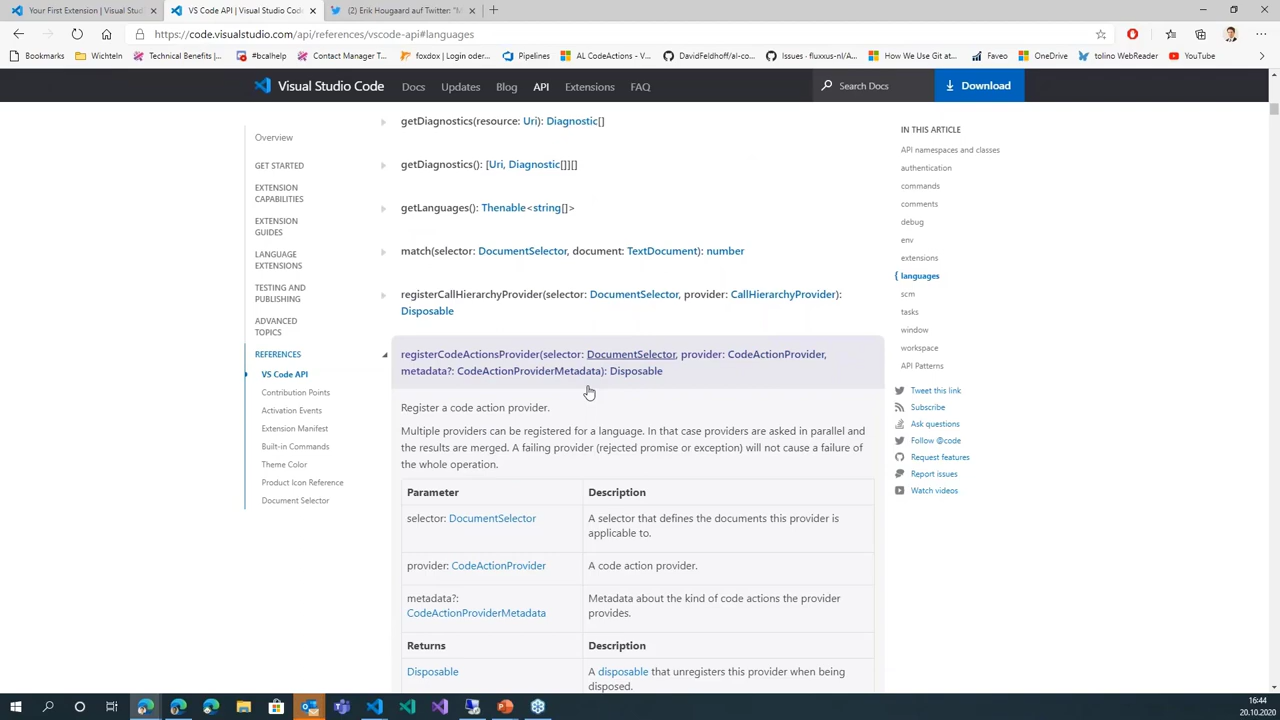 Your First Extension | Visual Studi
VS Code API | Visual Studio Code
(2) Erik Hougaard auf Twitter: "M
https://code.visualstudio.com/api/references/vscode-api#languages
Bookmarks
Wichteln
Technical Benefits |...
#bcalhelp
Contact Manager T...
foxdox | Login oder...
Pipelines
AL CodeActions – V...
DavidFeldhoff/al-co...
Issues · fluxxus-nl/A...
How We Use Git at...
Faveo
OneDrive
tolino WebReader
YouTube
Visual Studio Code
Docs
Updates
Blog
API
Extensions
FAQ
Search Docs
Download
Overview
GET STARTED
EXTENSION
CAPABILITIES
EXTENSION
GUIDES
LANGUAGE
EXTENSIONS
TESTING AND
PUBLISHING
ADVANCED
TOPICS
REFERENCES
VS Code API
Contribution Points
Activation Events
Extension Manifest
Built-in Commands
Theme Color
Product Icon Reference
Document Selector
getDiagnostics(resource: Uri): Diagnostic[]
getDiagnostics(): [Uri, Diagnostic[]][]
getLanguages(): Thenable<string[]>
match(selector: DocumentSelector, document: TextDocument): number
registerCallHierarchyProvider(selector: DocumentSelector, provider: CallHierarchyProvider):
Disposable
registerCodeActionsProvider(selector: DocumentSelector, provider: CodeActionProvider,
metadata?: CodeActionProviderMetadata): Disposable
Register a code action provider.
Multiple providers can be registered for a language. In that case providers are asked in parallel and
the results are merged. A failing provider (rejected promise or exception) will not cause a failure of
the whole operation.
Parameter
Description
selector: DocumentSelector
A selector that defines the documents this provider is
applicable to.
provider: CodeActionProvider
A code action provider.
metadata?:
CodeActionProviderMetadata
Metadata about the kind of code actions the provider
provides.
Returns
Description
Disposable
A disposable that unregisters this provider when being
disposed.
IN THIS ARTICLE
API namespaces and classes
authentication
commands
comments
debug
env
extensions
languages
scm
tasks
window
workspace
API Patterns
Tweet this link
Subscribe
Ask questions
Follow @code
Request features
Report issues
Watch videos
16:44
20.10.2020